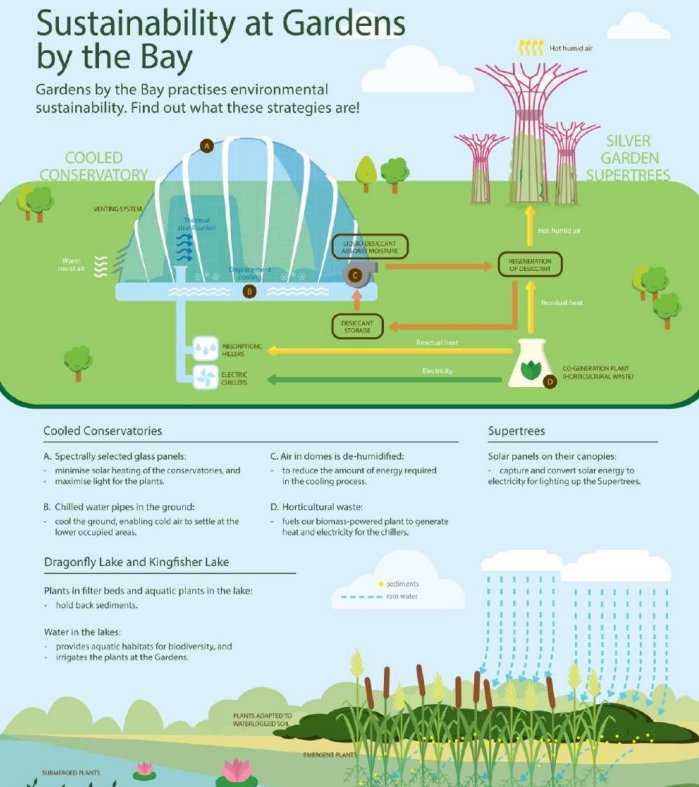 Sustainability at Gardens
by the Bay
Gardens by the Bay practises environmental
sustainability. Find out what these strategies are!
Hot humid air
A
COOLED
CONSERVATORY
SILVER
GARDEN
SUPERTREES
VENTING SYSTEM
Thermal
stratification
Hot humid air
LIQUID DESICCANT
ABSORBS MOISTURE
Warm
moist air
Displacement
cooling
C
REGENERATION
OF DESICCANT
B
Residual heat
DESICCANT
STORAGE
ABSORPTIONC
HILLERS
Residual heat
ELECTRIC
CHILLERS
Electricity
CO-GENERATION PLANT
(HORTICULTURAL WASTE)
D
Cooled Conservatories
A. Spectrally selected glass panels:
- minimise solar heating of the conservatories, and
- maximise light for the plants.
B. Chilled water pipes in the ground:
- cool the ground, enabling cold air to settle at the
lower occupied areas.
C. Air in domes is de-humidified:
- to reduce the amount of energy required
in the cooling process.
D. Horticultural waste:
- fuels our biomass-powered plant to generate
heat and electricity for the chillers.
Supertrees
Solar panels on their canopies:
- capture and convert solar energy to
electricity for lighting up the Supertrees.
Dragonfly Lake and Kingfisher Lake
Plants in filter beds and aquatic plants in the lake:
- hold back sediments.
Water in the lakes:
- provides aquatic habitats for biodiversity, and
- irrigates the plants at the Gardens.
sediments
rain water
PLANTS ADAPTED TO
WATERLOGGED SOIL
EMERGENT PLANTS
SUBMERGED PLANTS